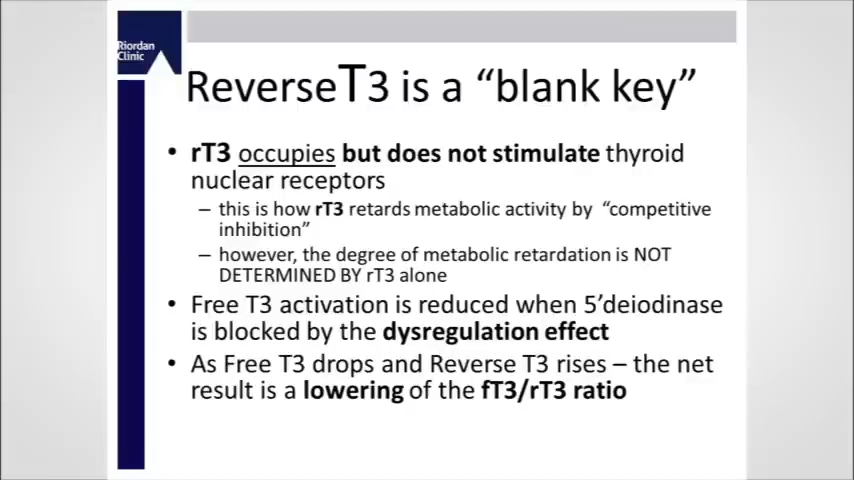 Riordan
Clinic
ReverseT3 is a “blank key”
• rT3 occupies but does not stimulate thyroid
nuclear receptors
– this is how rT3 retards metabolic activity by “competitive
inhibition”
– however, the degree of metabolic retardation is NOT
DETERMINED BY rT3 alone
• Free T3 activation is reduced when 5’deiodinase
is blocked by the dysregulation effect
• As Free T3 drops and Reverse T3 rises – the net
result is a lowering of the fT3/rT3 ratio